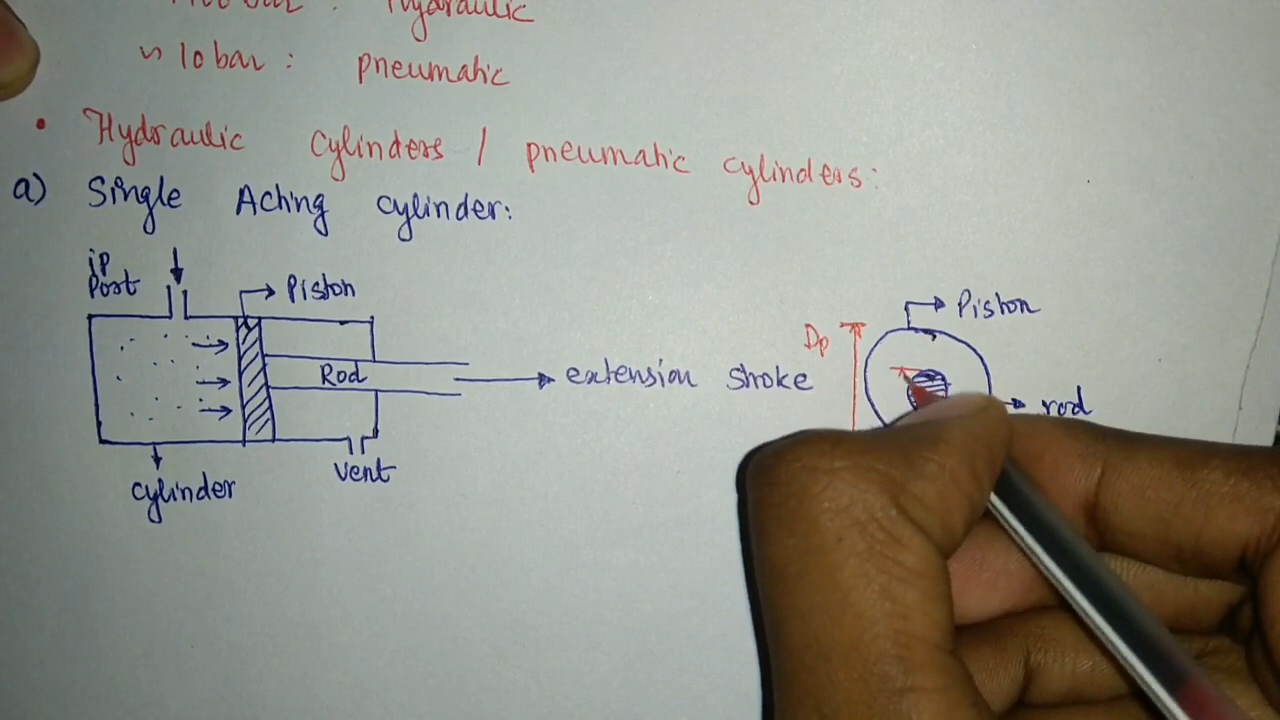 : Hydraulic
~ 10 bar : pneumatic
• Hydraulic cylinders / pneumatic cylinders:
a) Single Acting cylinder:
ip
Port
Piston
Rod
extension stroke
cylinder
vent
Piston
Dp
rod